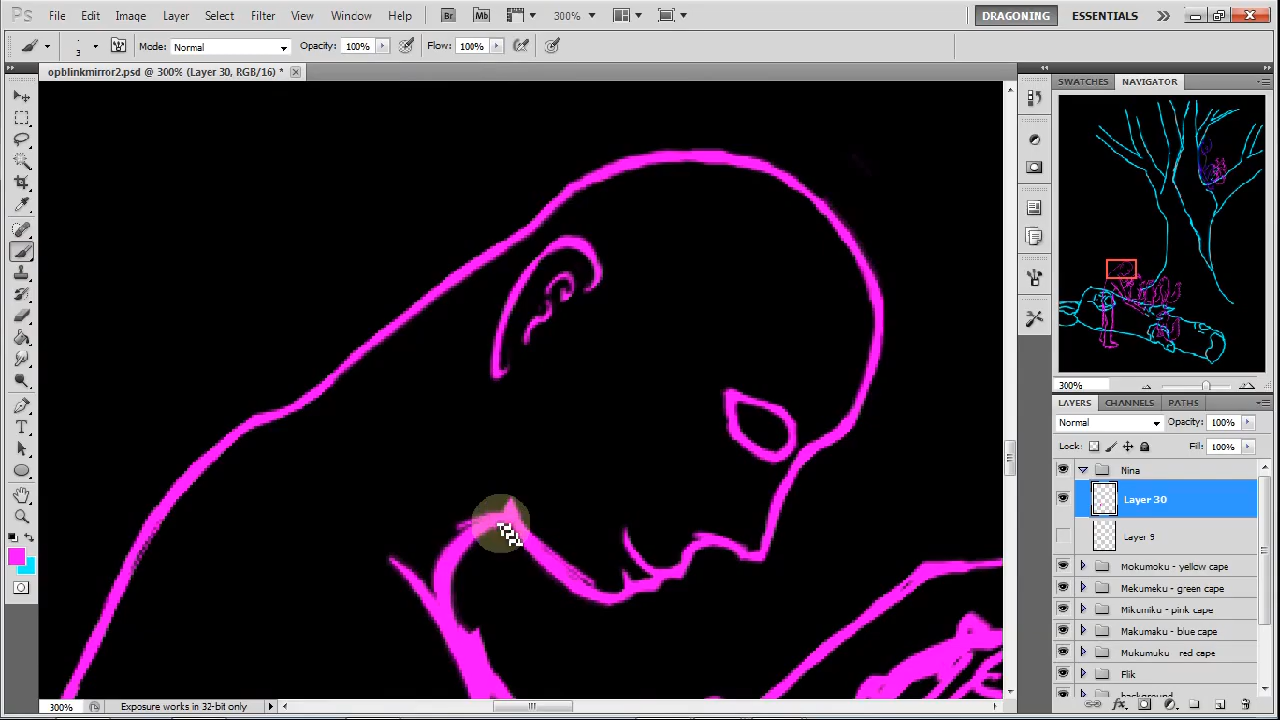 Ps File Edit Image Layer Select Filter View Window Help Br Mb 300% DRAGONING ESSENTIALS
3 Mode: Normal Opacity: 100% Flow: 100%
opblinkmirror2.psd @ 300% (Layer 30, RGB/16) *
SWATCHES NAVIGATOR
300%
LAYERS CHANNELS PATHS
Normal Opacity: 100%
Lock: Fill: 100%
Nina
Layer 30
Layer 9
Mokumoku - yellow cape
Mekumeku - green cape
Mikumiku - pink cape
Makumaku - blue cape
Mukumuku - red cape
Flik
background
300% Exposure works in 32-bit only